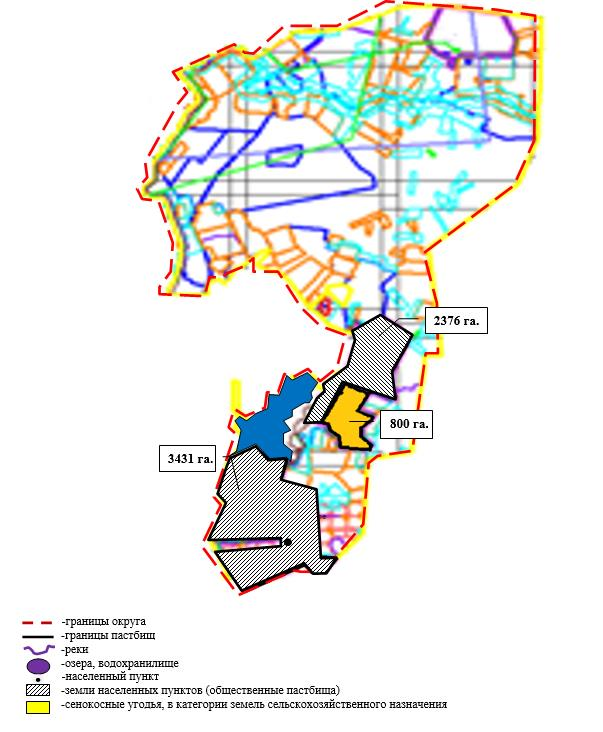 2376 га.
800 га.
3431 га.
-границы округа
-границы пастбищ
-реки
-озера, водохранилище
-населенный пункт
-земли населенных пунктов (общественные пастбища)
-сенокосные угодья, в категории земель сельскохозяйственного назначения